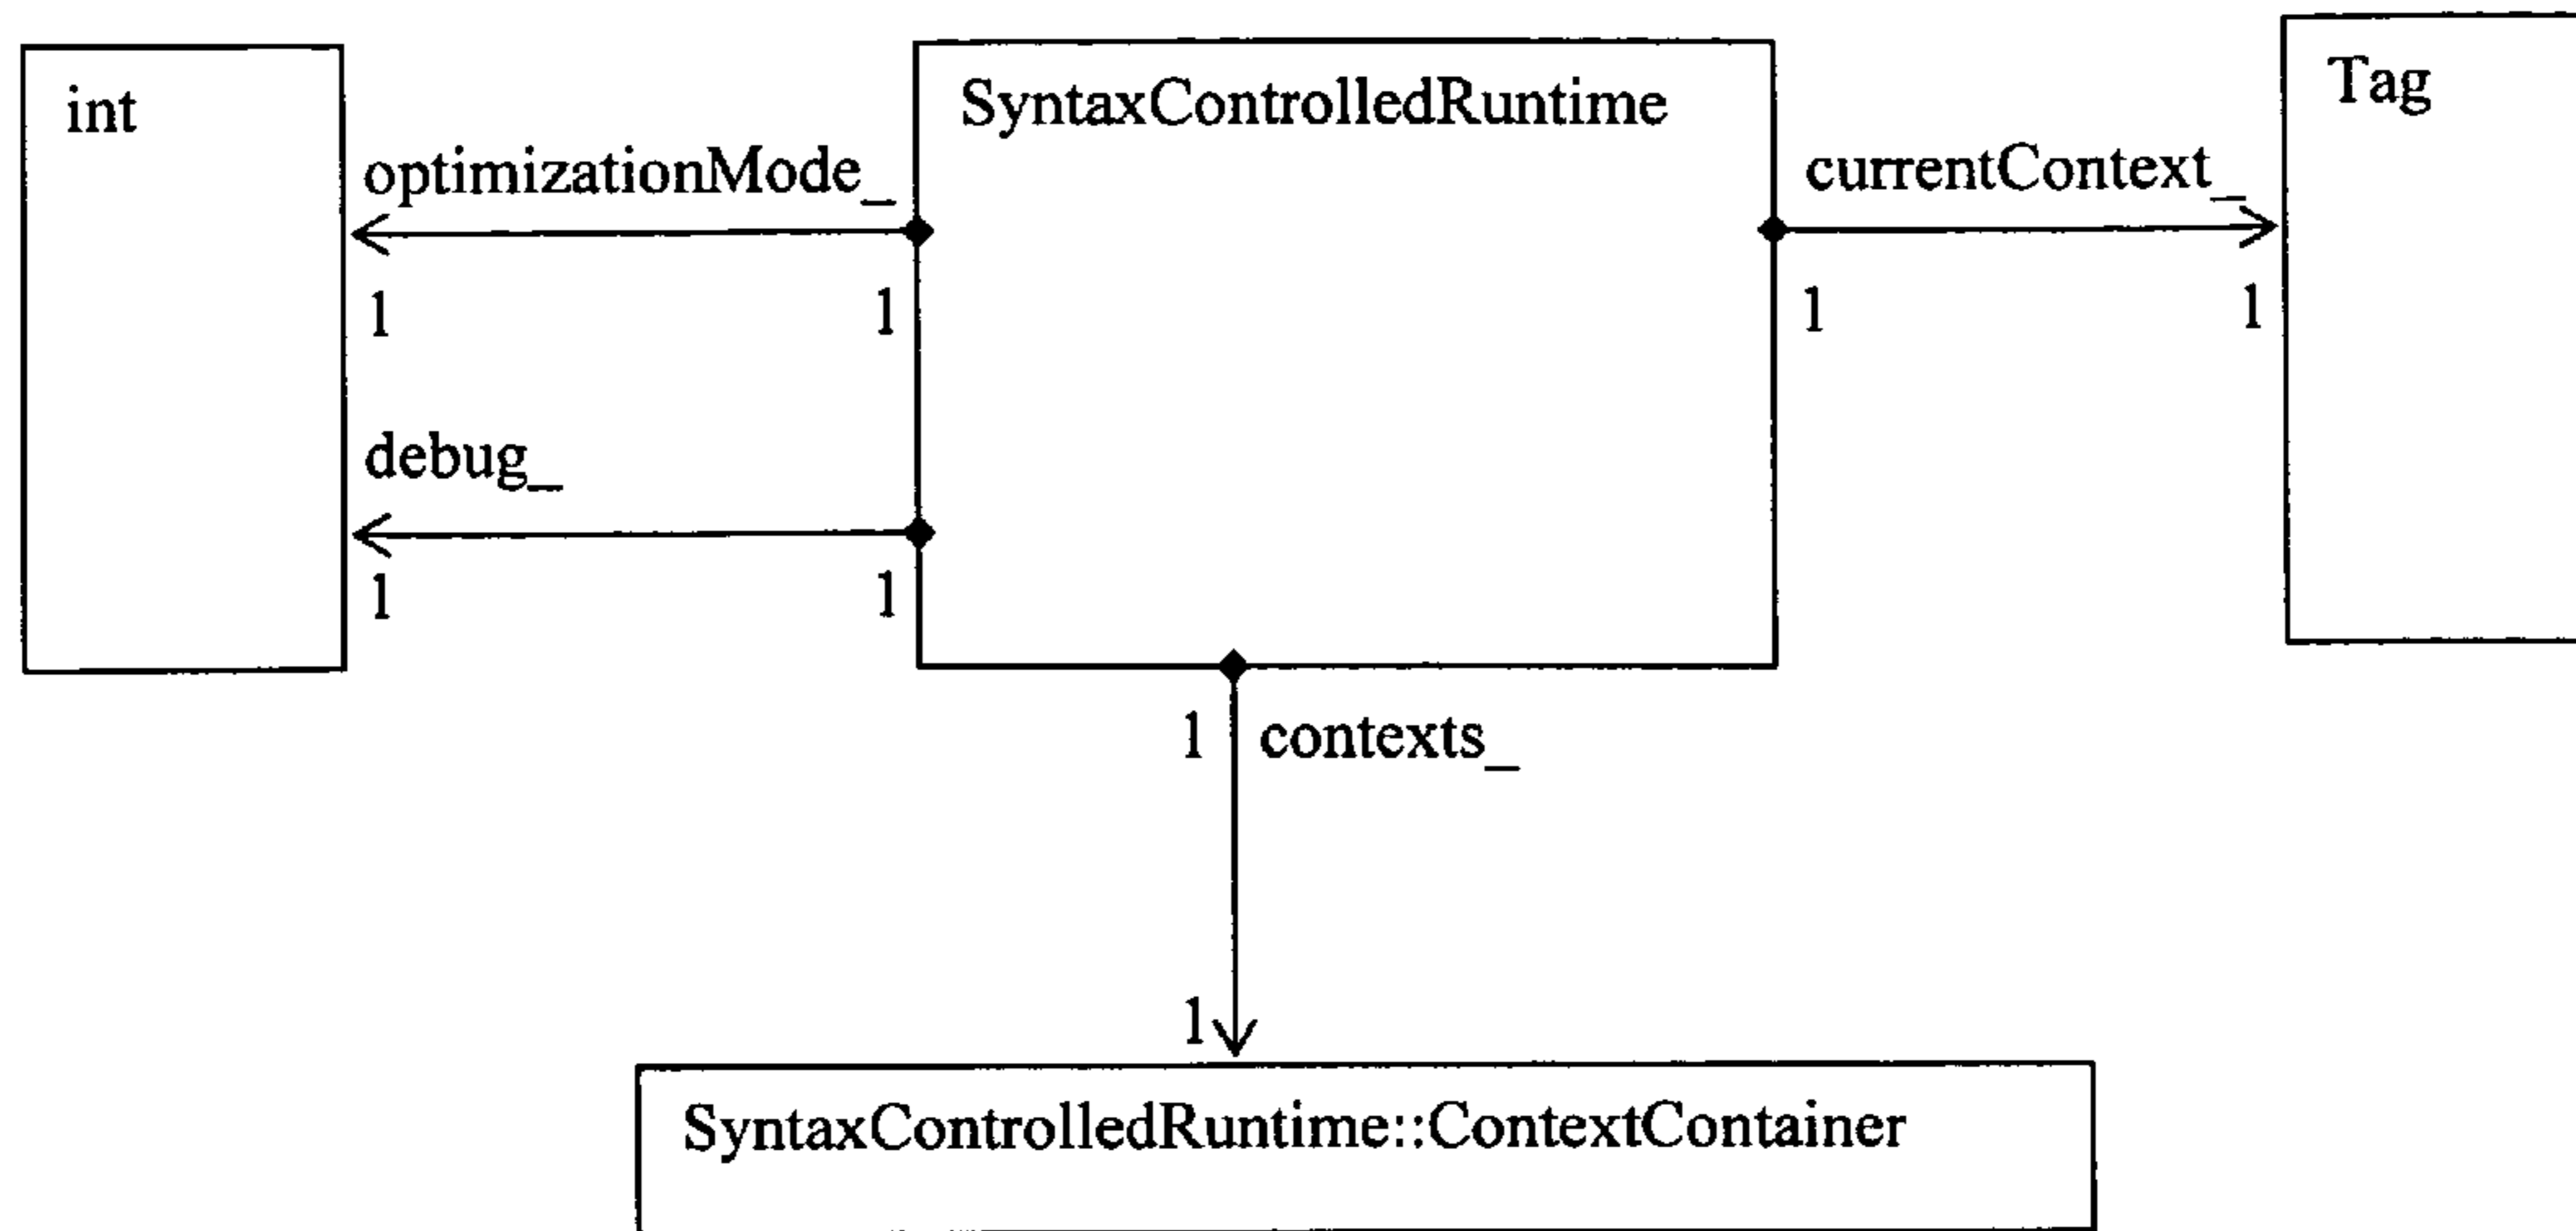 int
SyntaxControlledRuntime
Tag
optimizationMode_
currentContext_
1
1
1
1
debug_
1
1
1
contexts_
1
SyntaxControlledRuntime::ContextContainer